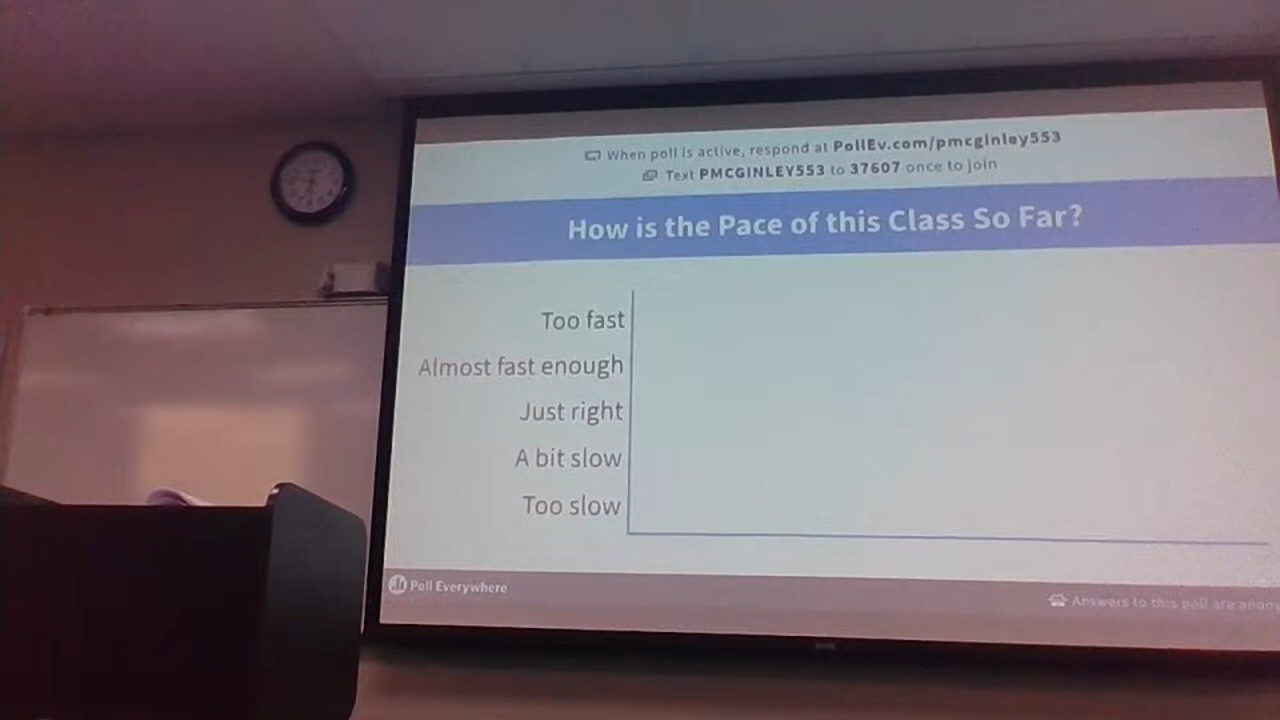 When poll is active, respond at PollEv.com/pmcginley553
Text PMCGINLEY553 to 37607 once to join
How is the Pace of this Class So Far?
Too fast
Almost fast enough
Just right
A bit slow
Too slow
Poll Everywhere
Answers to this poll are anon